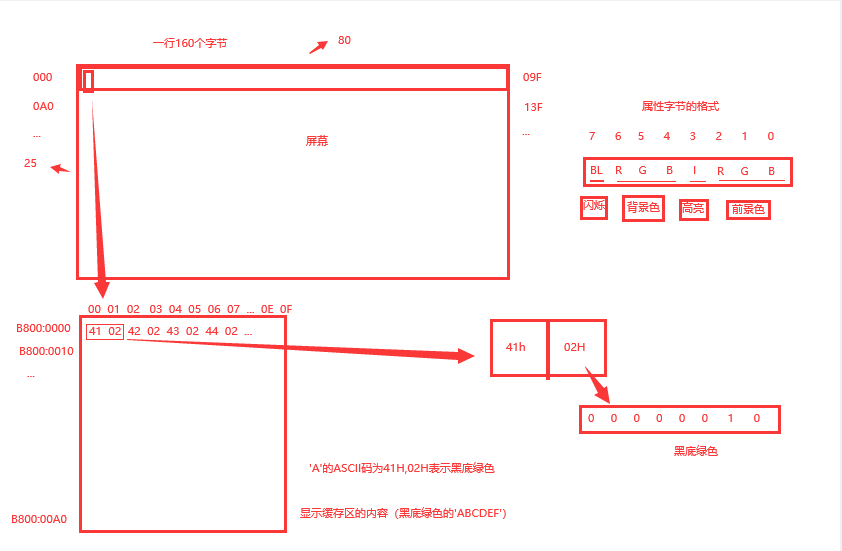 一行160个字节
80
000
09F
0A0
13F
...
...
25
屏幕
属性字节的格式
7 6 5 4 3 2 1 0
BL R G B I R G B
闪烁 背景色 高亮 前景色
00 01 02 03 04 05 06 07 ... 0E 0F
B800:0000 41 02 42 02 43 02 44 02 ...
B800:0010
...
41h 02H
0 0 0 0 0 0 1 0
黑底绿色
'A'的ASCII码为41H,02H表示黑底绿色
显示缓存区的内容（黑底绿色的'ABCDEF'）
B800:00A0